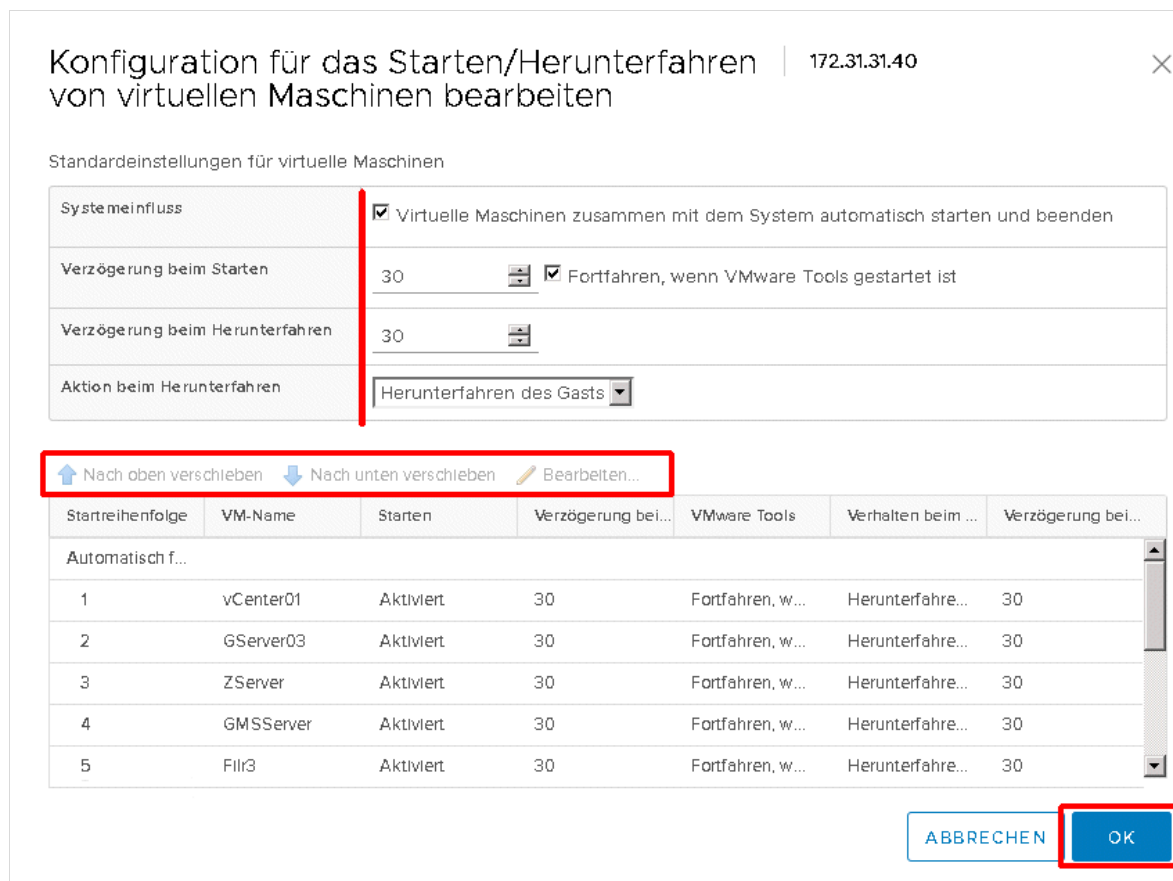 Konfiguration für das Starten/Herunterfahren
172.31.31.40
von virtuellen Maschinen bearbeiten
Standardeinstellungen für virtuelle Maschinen
Systemeinfluss
Virtuelle Maschinen zusammen mit dem System automatisch starten und beenden
Verzögerung beim Starten
30
Fortfahren, wenn VMware Tools gestartet ist
Verzögerung beim Herunterfahren
30
Aktion beim Herunterfahren
Herunterfahren des Gasts
Nach oben verschieben Nach unten verschieben Bearbeiten...
Startreihenfolge VM-Name Starten Verzögerung bei... VMware Tools Verhalten beim ... Verzögerung bei...
Automatisch f...
1 vCenter01 Aktiviert 30 Fortfahren, w... Herunterfahre... 30
2 GServer03 Aktiviert 30 Fortfahren, w... Herunterfahre... 30
3 ZServer Aktiviert 30 Fortfahren, w... Herunterfahre... 30
4 GMSServer Aktiviert 30 Fortfahren, w... Herunterfahre... 30
5 Filr3 Aktiviert 30 Fortfahren, w... Herunterfahre... 30
ABBRECHEN OK